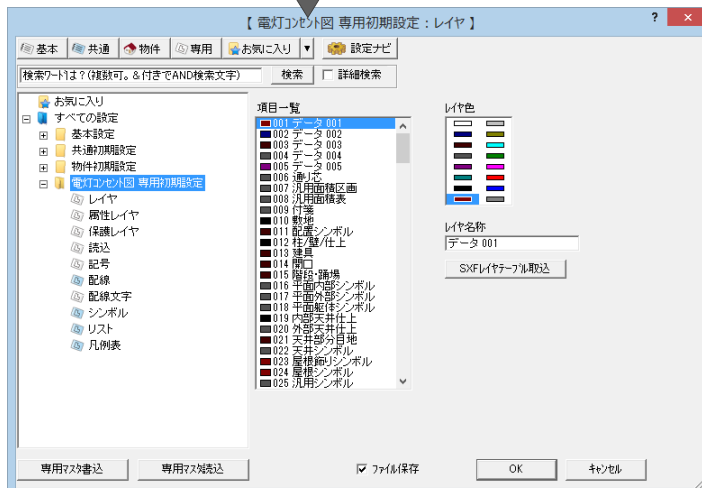 【 電灯ｺﾝｾﾝﾄ図 専用初期設定：レイヤ 】
?
×
基本 共通 物件 専用 お気に入り ▼ 設定ナビ
検索ワードは？(複数可。＆付きでAND検索文字) 検索 詳細検索
お気に入り
すべての設定
基本設定
共通初期設定
物件初期設定
電灯ｺﾝｾﾝﾄ図 専用初期設定
レイヤ
属性レイヤ
保護レイヤ
読込
記号
配線
配線文字
シンボル
リスト
凡例表
項目一覧
001 データ 001
002 データ 002
003 データ 003
004 データ 004
005 データ 005
006 通り芯
007 汎用面積区画
008 汎用面積表
009 付箋
010 敷地
011 配置シンボル
012 柱/壁/仕上
013 建具
014 開口
015 階段・踊場
016 平面内部シンボル
017 平面外部シンボル
018 平面躯体シンボル
019 内部天井仕上
020 外部天井仕上
021 天井部分目地
022 天井シンボル
023 屋根飾りシンボル
024 屋根シンボル
025 汎用シンボル
レイヤ色
レイヤ名称
データ 001
SXFﾚｲﾔﾃｰﾌﾞﾙ取込
専用ﾏｽﾀ書込 専用ﾏｽﾀ読込 ファイル保存 OK ｷｬﾝｾﾙ